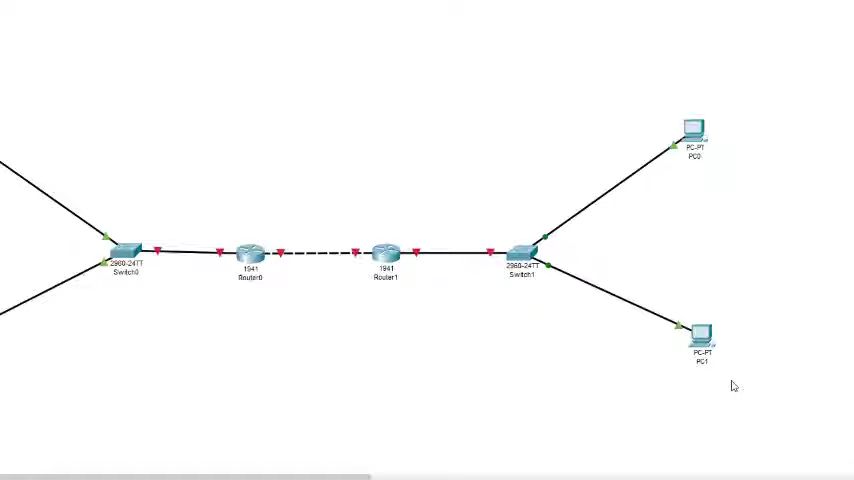 PC-PT
PC0
2960-24TT
Switch0
1941
Router0
1941
Router1
2960-24TT
Switch1
PC-PT
PC1